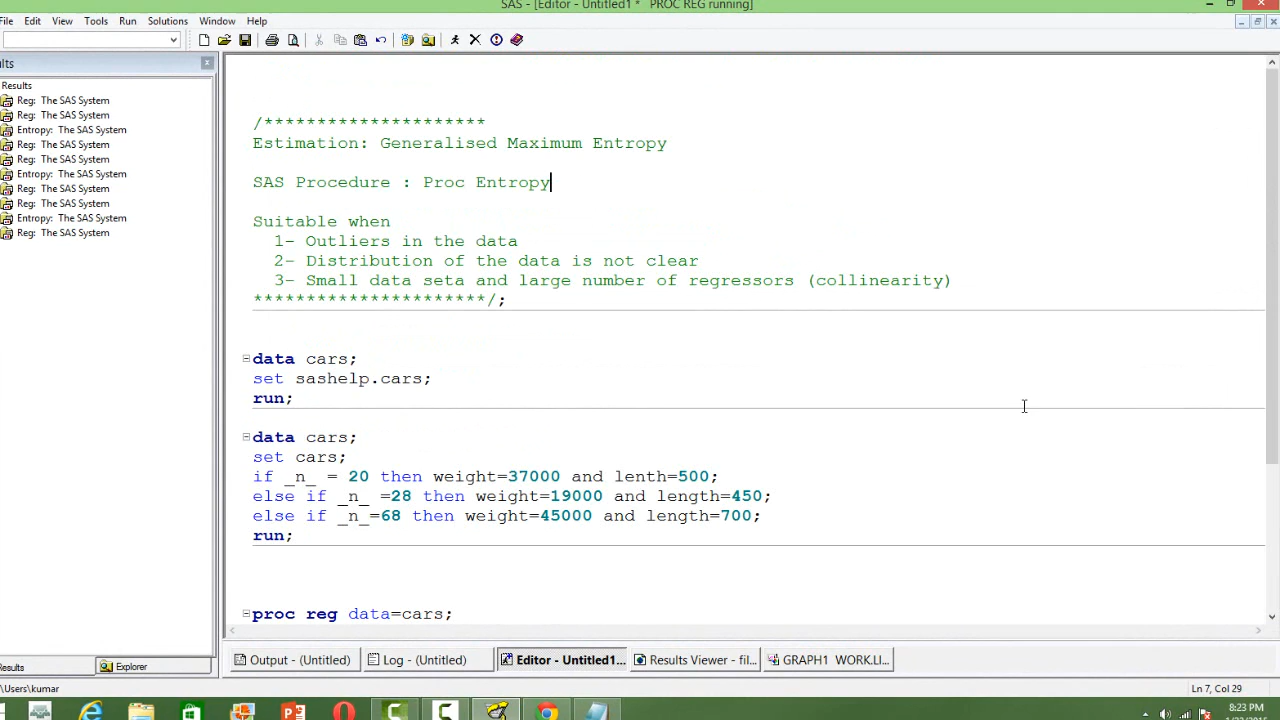 SAS - [Editor - Untitled1 * PROC REG running]
File Edit View Tools Run Solutions Window Help
Results
Reg: The SAS System
Reg: The SAS System
Entropy: The SAS System
Reg: The SAS System
Reg: The SAS System
Entropy: The SAS System
Reg: The SAS System
Reg: The SAS System
Entropy: The SAS System
Reg: The SAS System
/*********************
Estimation: Generalised Maximum Entropy
SAS Procedure : Proc Entropy
Suitable when
1- Outliers in the data
2- Distribution of the data is not clear
3- Small data seta and large number of regressors (collinearity)
**********************/;
data cars;
set sashelp.cars;
run;
data cars;
set cars;
if _n_ = 20 then weight=37000 and lenth=500;
else if _n_ =28 then weight=19000 and length=450;
else if _n_=68 then weight=45000 and length=700;
run;
proc reg data=cars;
Results Explorer
Output - (Untitled) Log - (Untitled) Editor - Untitled1... Results Viewer - fil... GRAPH1 WORK.LI...
\Users\kumar Ln 7, Col 29
8:23 PM